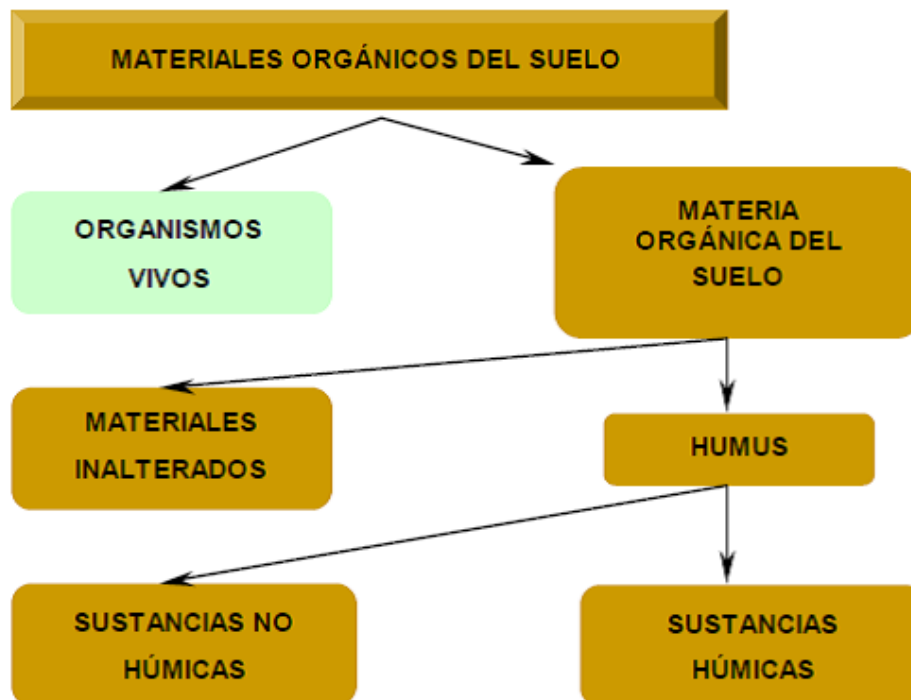 MATERIALES ORGÁNICOS DEL SUELO
ORGANISMOS
VIVOS
MATERIA
ORGÁNICA DEL
SUELO
MATERIALES
INALTERADOS
HUMUS
SUSTANCIAS NO
HÚMICAS
SUSTANCIAS
HÚMICAS